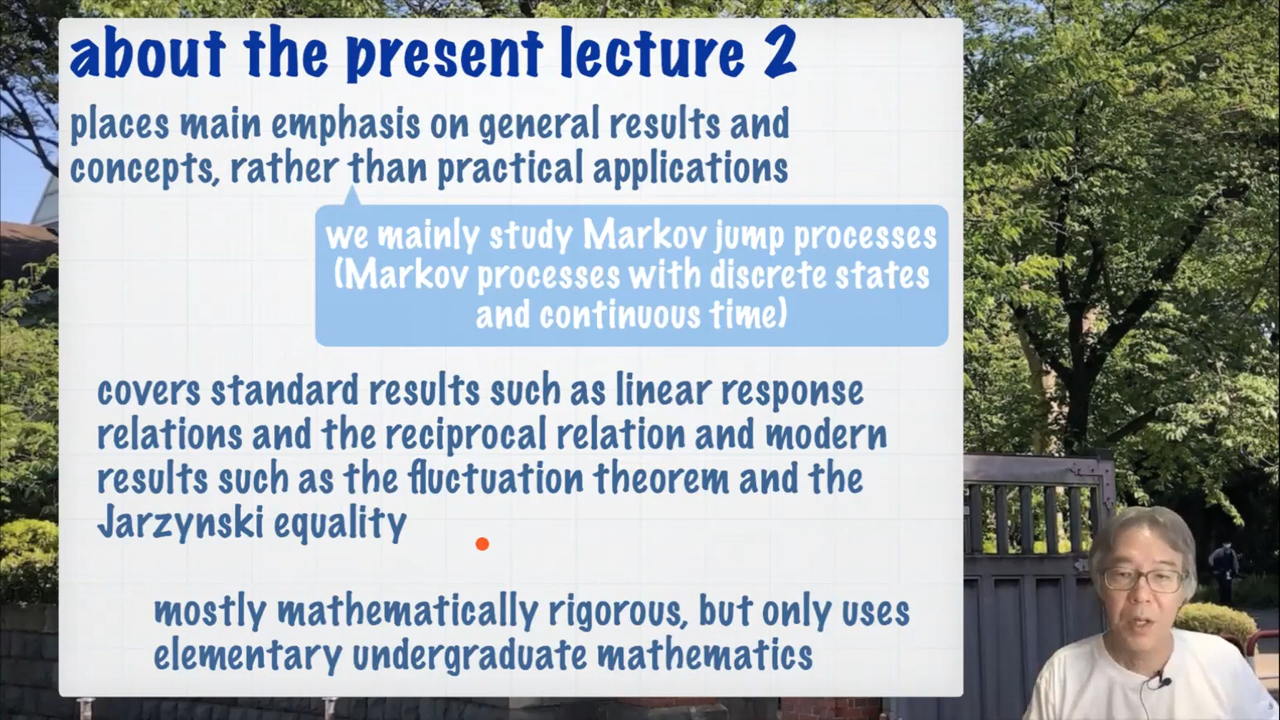 about the present lecture 2
places main emphasis on general results and
concepts, rather than practical applications
we mainly study Markov jump processes
(Markov processes with discrete states
and continuous time)
covers standard results such as linear response
relations and the reciprocal relation and modern
results such as the fluctuation theorem and the
Jarzynski equality
mostly mathematically rigorous, but only uses
elementary undergraduate mathematics